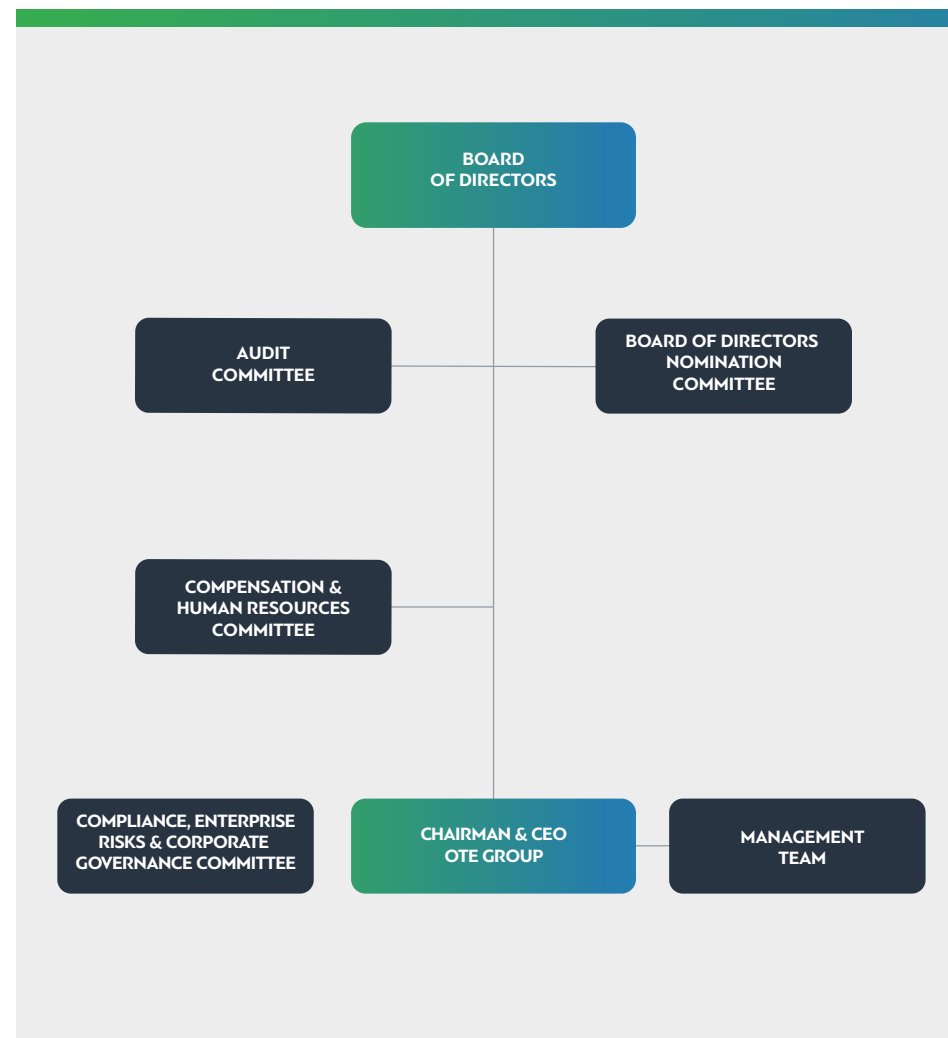 BOARD
OF DIRECTORS
AUDIT
COMMITTEE
BOARD OF DIRECTORS
NOMINATION
COMMITTEE
COMPENSATION &
HUMAN RESOURCES
COMMITTEE
COMPLIANCE, ENTERPRISE
RISKS & CORPORATE
GOVERNANCE COMMITTEE
CHAIRMAN & CEO
OTE GROUP
MANAGEMENT
TEAM